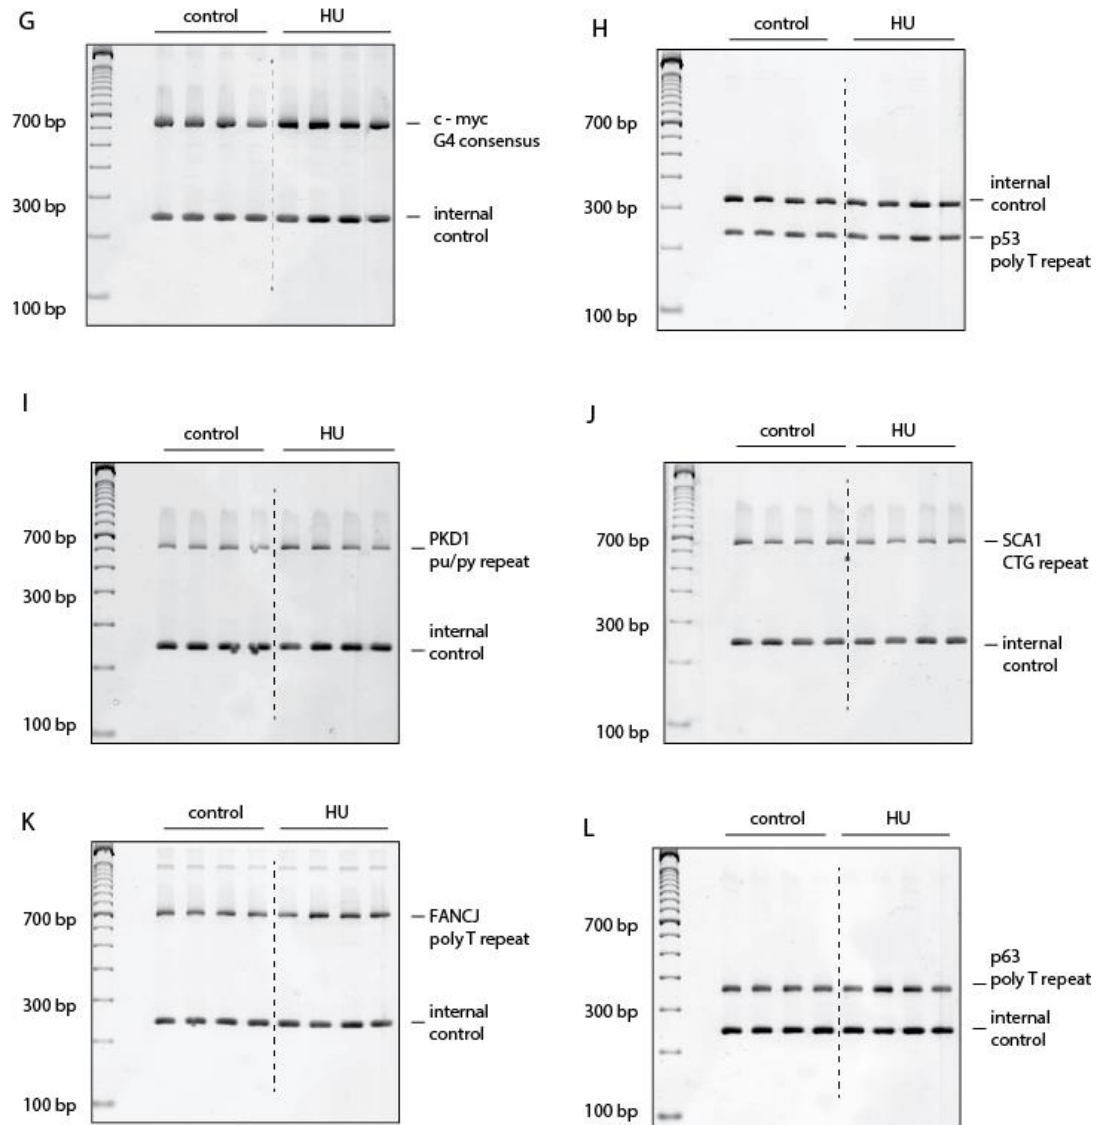 G
control HU
700 bp
c - myc
G4 consensus
300 bp
internal
control
100 bp
H
control HU
700 bp
internal
control
300 bp
p53
poly T repeat
100 bp
I
control HU
700 bp
PKD1
pu/py repeat
300 bp
internal
control
100 bp
J
control HU
700 bp
SCA1
CTG repeat
300 bp
internal
control
100 bp
K
control HU
700 bp
FANCJ
poly T repeat
300 bp
internal
control
100 bp
L
control HU
700 bp
p63
poly T repeat
300 bp
internal
control
100 bp